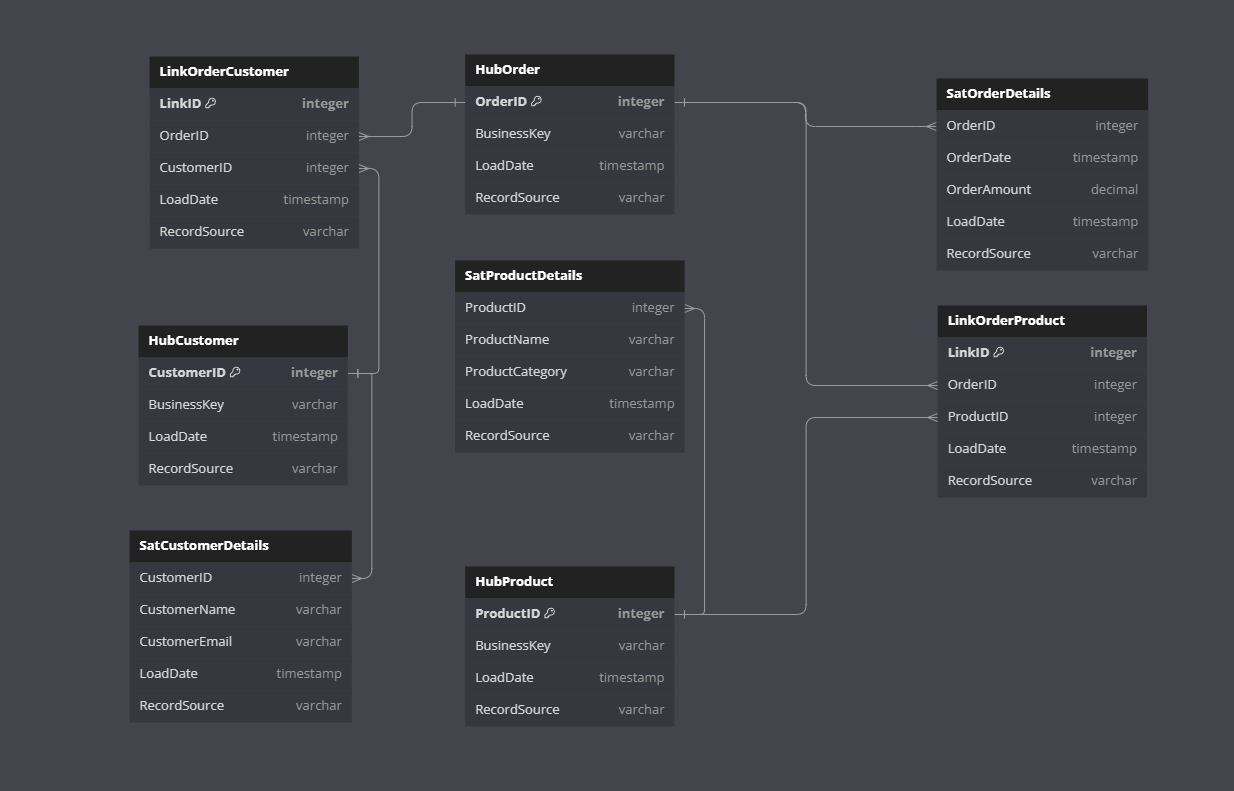 LinkOrderCustomer
LinkID integer
OrderID integer
CustomerID integer
LoadDate timestamp
RecordSource varchar
HubOrder
OrderID integer
BusinessKey varchar
LoadDate timestamp
RecordSource varchar
SatOrderDetails
OrderID integer
OrderDate timestamp
OrderAmount decimal
LoadDate timestamp
RecordSource varchar
SatProductDetails
ProductID integer
ProductName varchar
ProductCategory varchar
LoadDate timestamp
RecordSource varchar
LinkOrderProduct
LinkID integer
OrderID integer
ProductID integer
LoadDate timestamp
RecordSource varchar
HubCustomer
CustomerID integer
BusinessKey varchar
LoadDate timestamp
RecordSource varchar
SatCustomerDetails
CustomerID integer
CustomerName varchar
CustomerEmail varchar
LoadDate timestamp
RecordSource varchar
HubProduct
ProductID integer
BusinessKey varchar
LoadDate timestamp
RecordSource varchar